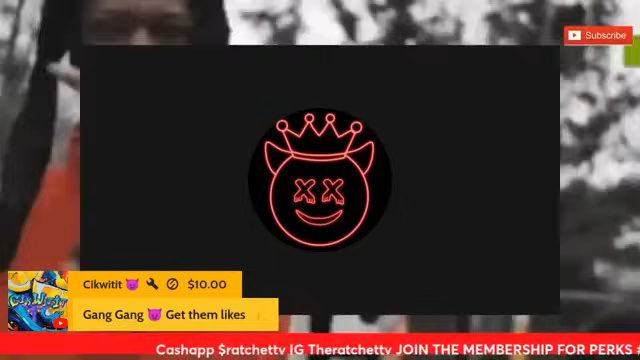 Subscribe
Cikwitit 😈 $10.00
Gang Gang 😈 Get them likes
Cashapp $ratchettv IG Theratchettv JOIN THE MEMBERSHIP FOR PERKS